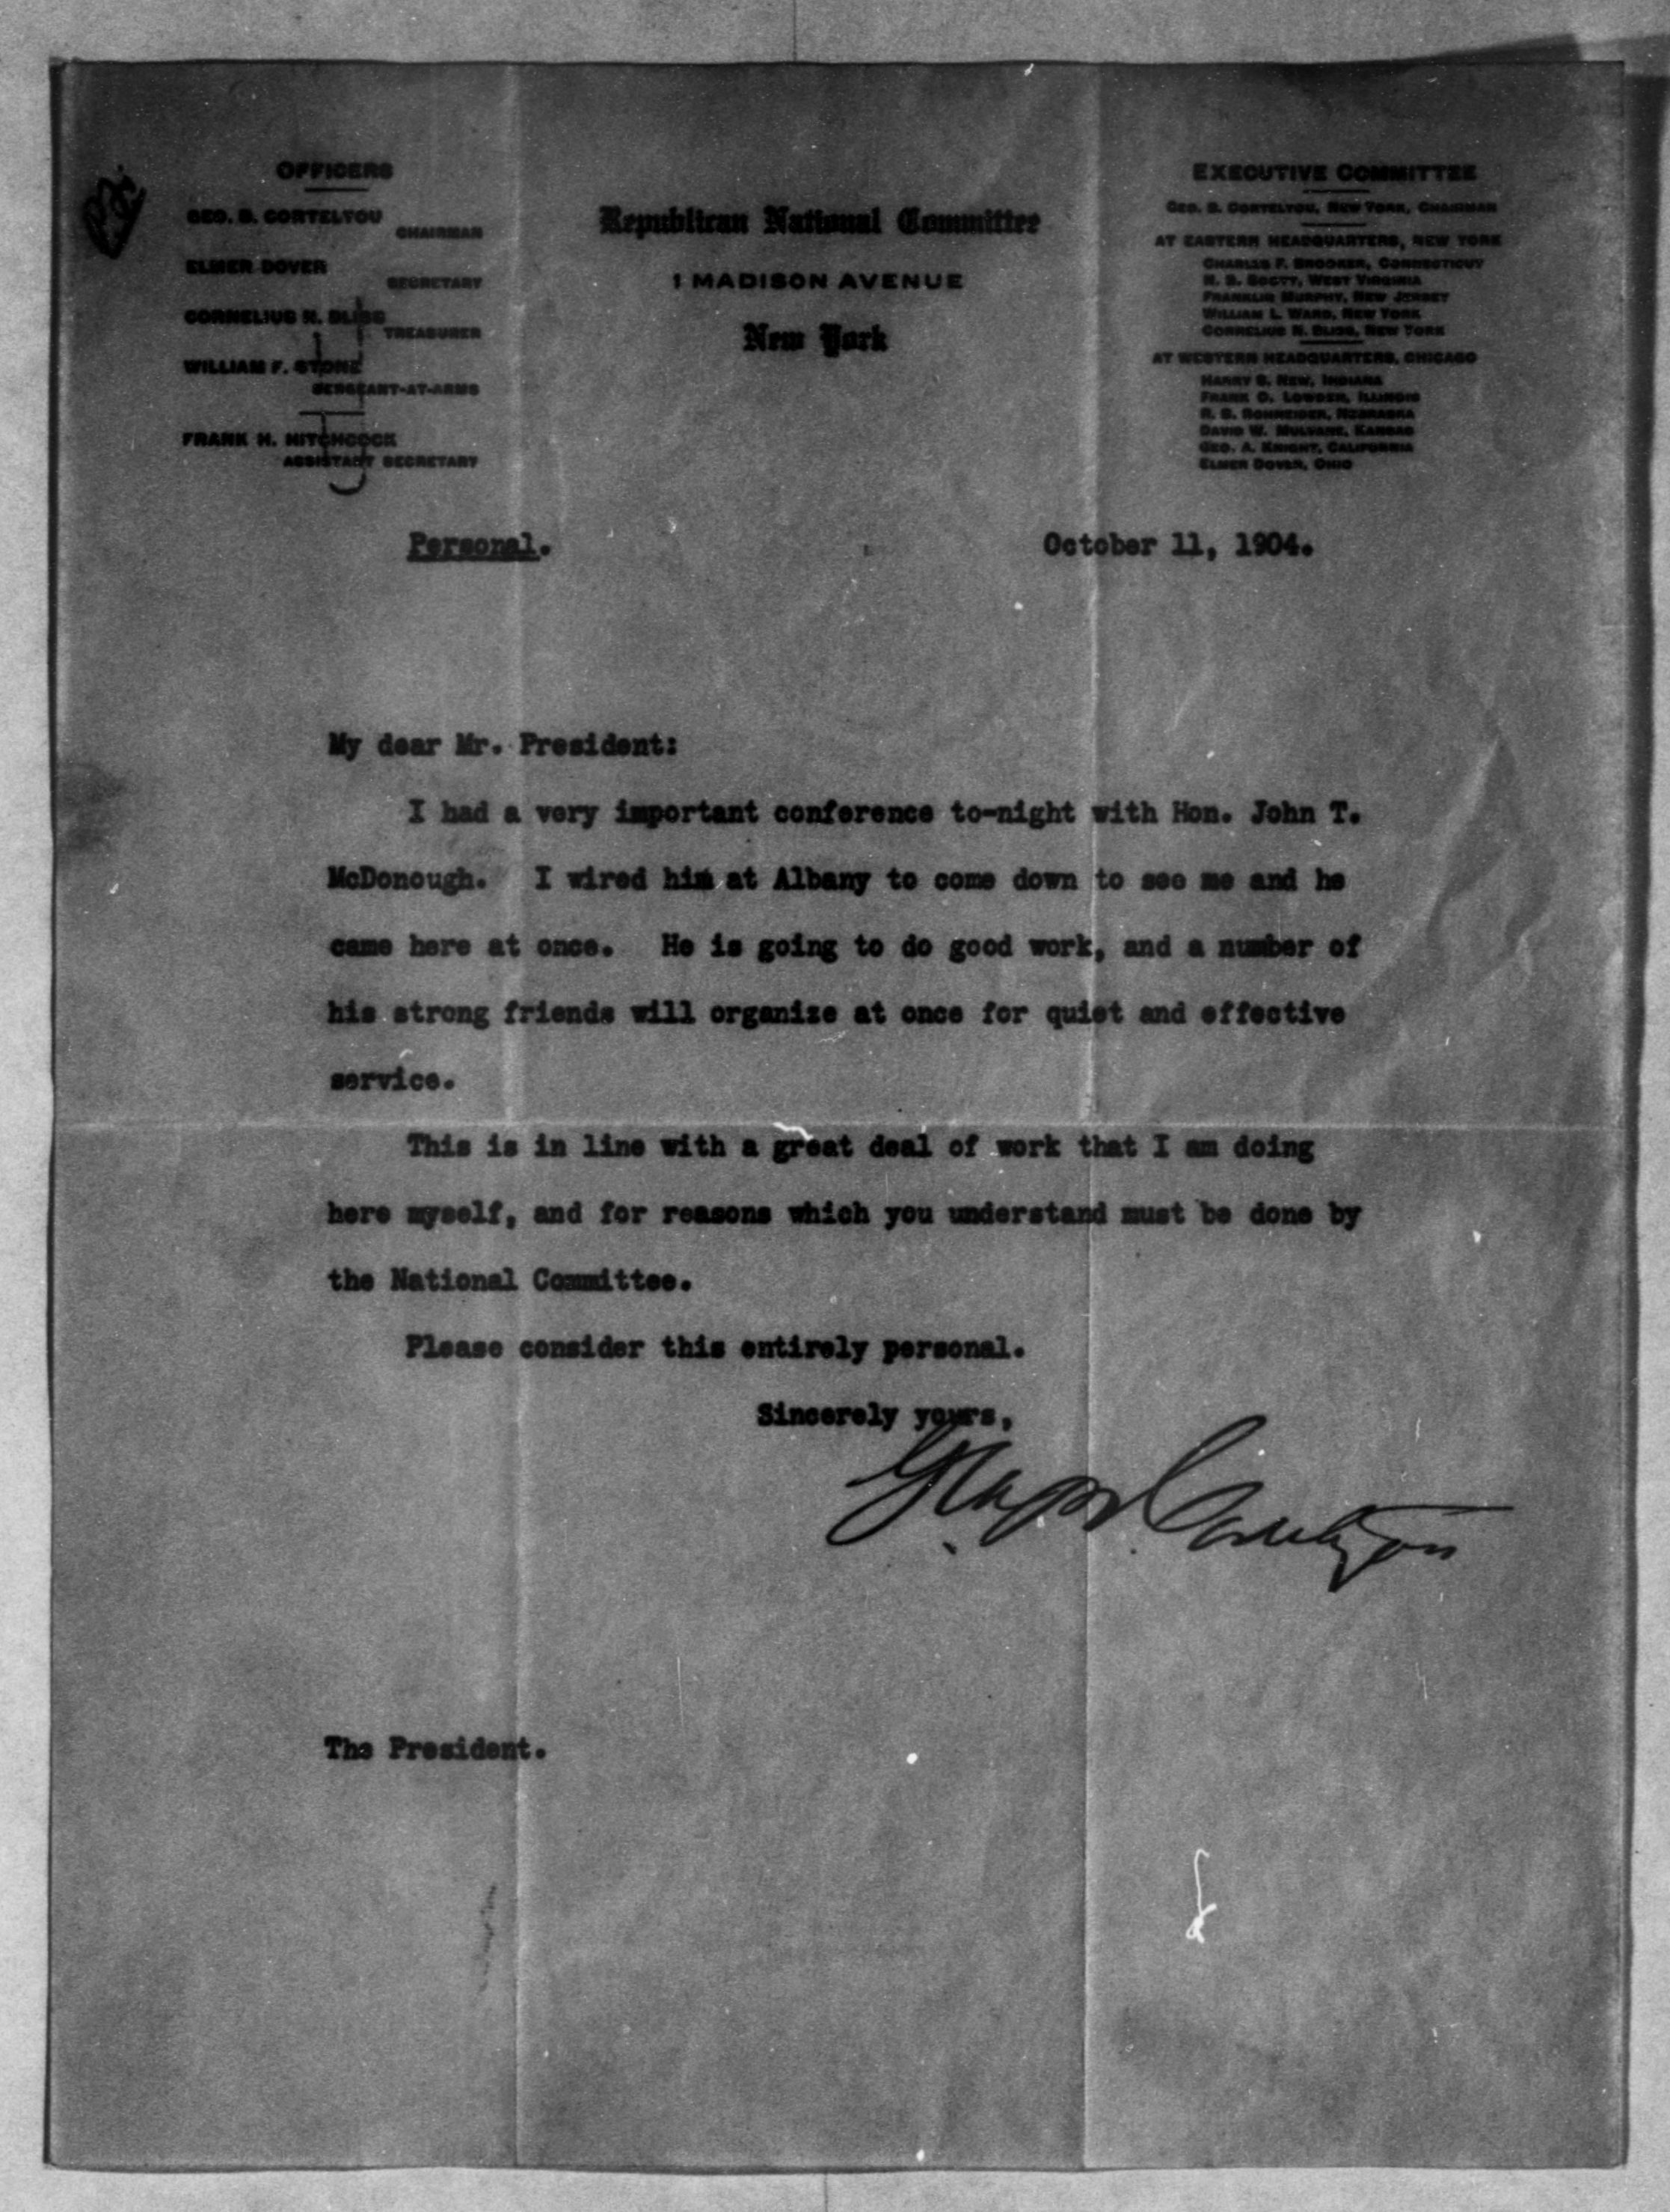 OFFICERS
GEO. B. CORTELYOU
CHAIRMAN
ELMER DOVER
SECRETARY
CORNELIUS N. BLISS
TREASURER
WILLIAM F. STONE
SERGEANT-AT-ARMS
FRANK H. HITCHCOCK
ASSISTANT SECRETARY
Republican National Committee
1 MADISON AVENUE
New York
EXECUTIVE COMMITTEE
GEO. B. CORTELYOU, NEW YORK, CHAIRMAN
AT EASTERN HEADQUARTERS, NEW YORK
CHARLES F. BROOKER, CONNECTICUT
N. B. SCOTT, WEST VIRGINIA
FRANKLIN MURPHY, NEW JERSEY
WILLIAM L. WARD, NEW YORK
CORNELIUS N. BLISS, NEW YORK
AT WESTERN HEADQUARTERS, CHICAGO
HARRY S. NEW, INDIANA
FRANK O. LOWDEN, ILLINOIS
R. B. SCHNEIDER, NEBRASKA
DAVID W. MULVANE, KANSAS
GEO. A. KNIGHT, CALIFORNIA
ELMER DOVER, OHIO
Personal.
October 11, 1904.
My dear Mr. President:
I had a very important conference to-night with Hon. John T.
McDonough. I wired him at Albany to come down to see me and he
came here at once. He is going to do good work, and a number of
his strong friends will organize at once for quiet and effective
service.
This is in line with a great deal of work that I am doing
here myself, and for reasons which you understand must be done by
the National Committee.
Please consider this entirely personal.
Sincerely yours,
George B. Cortelyou
The President.